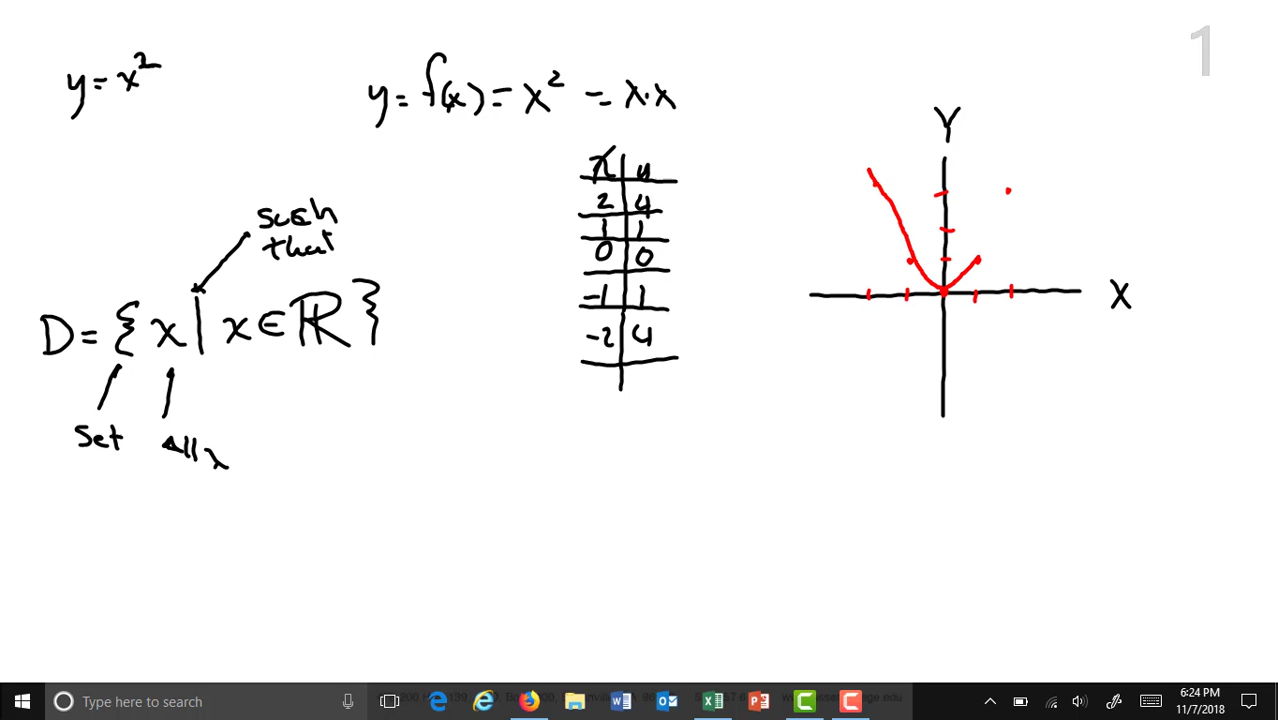 1
y = x²
y = f(x) = x² = x·x
x | y
2 | 4
1 | 1
0 | 0
-1 | 1
-2 | 4
such
that
D = { x | x ∈ ℝ }
Set
All x
Y
X
Type here to search
6:24 PM
11/7/2018